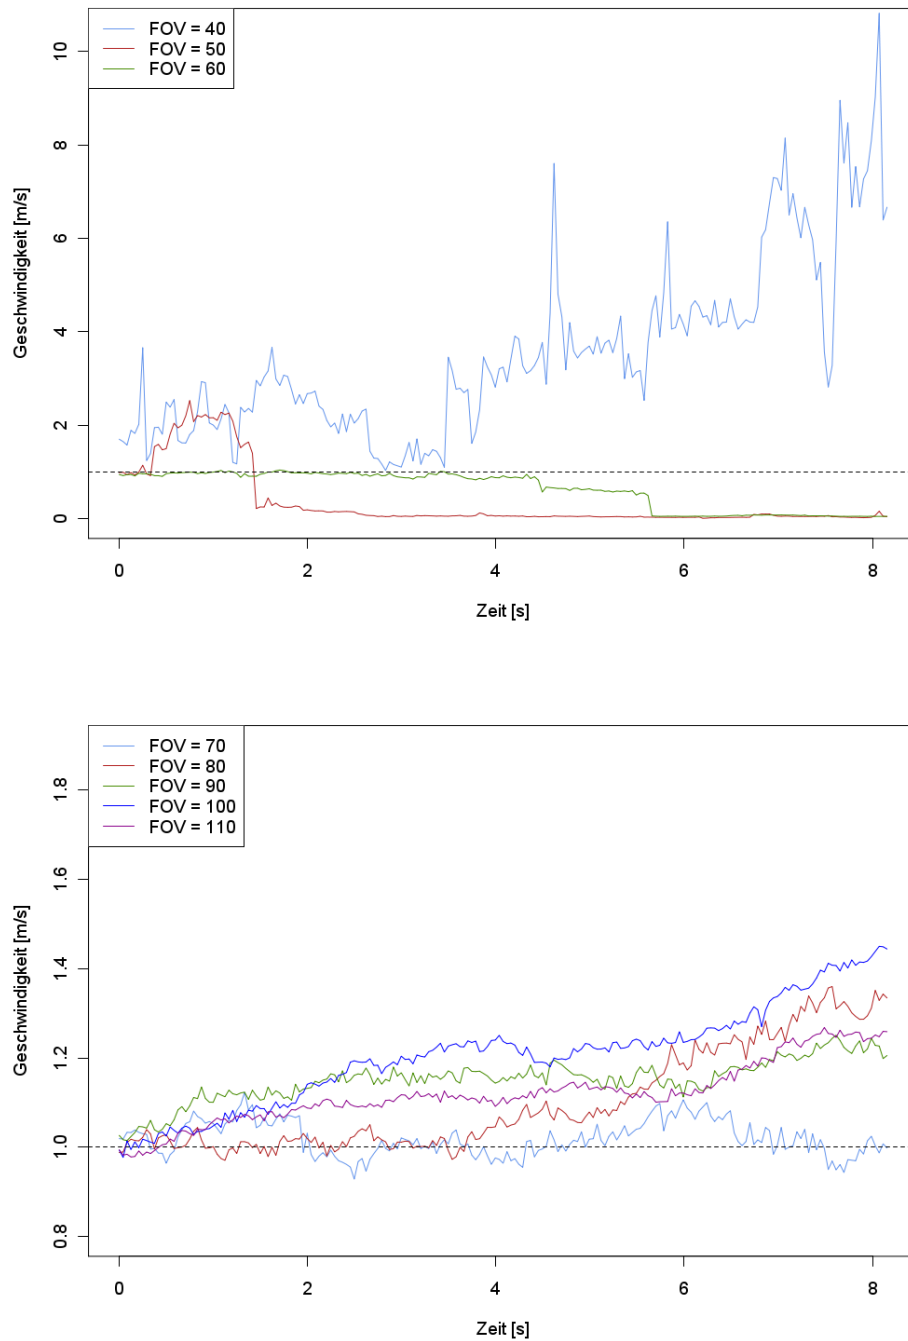 FOV = 40
FOV = 50
FOV = 60
Geschwindigkeit [m/s]
10
8
6
4
2
0
0 2 4 6 8
Zeit [s]
FOV = 70
FOV = 80
FOV = 90
FOV = 100
FOV = 110
Geschwindigkeit [m/s]
1.8
1.6
1.4
1.2
1.0
0.8
0 2 4 6 8
Zeit [s]